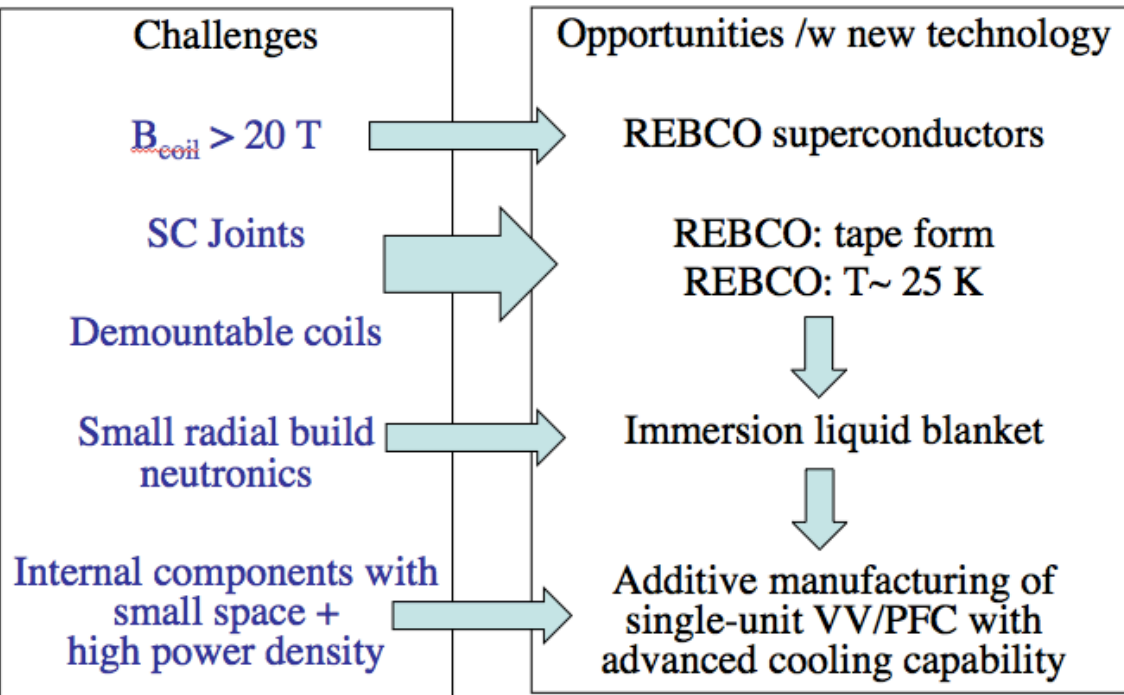 Challenges
B_coil > 20 T
SC Joints
Demountable coils
Small radial build
neutronics
Internal components with
small space +
high power density
Opportunities /w new technology
REBCO superconductors
REBCO: tape form
REBCO: T~ 25 K
Immersion liquid blanket
Additive manufacturing of
single-unit VV/PFC with
advanced cooling capability